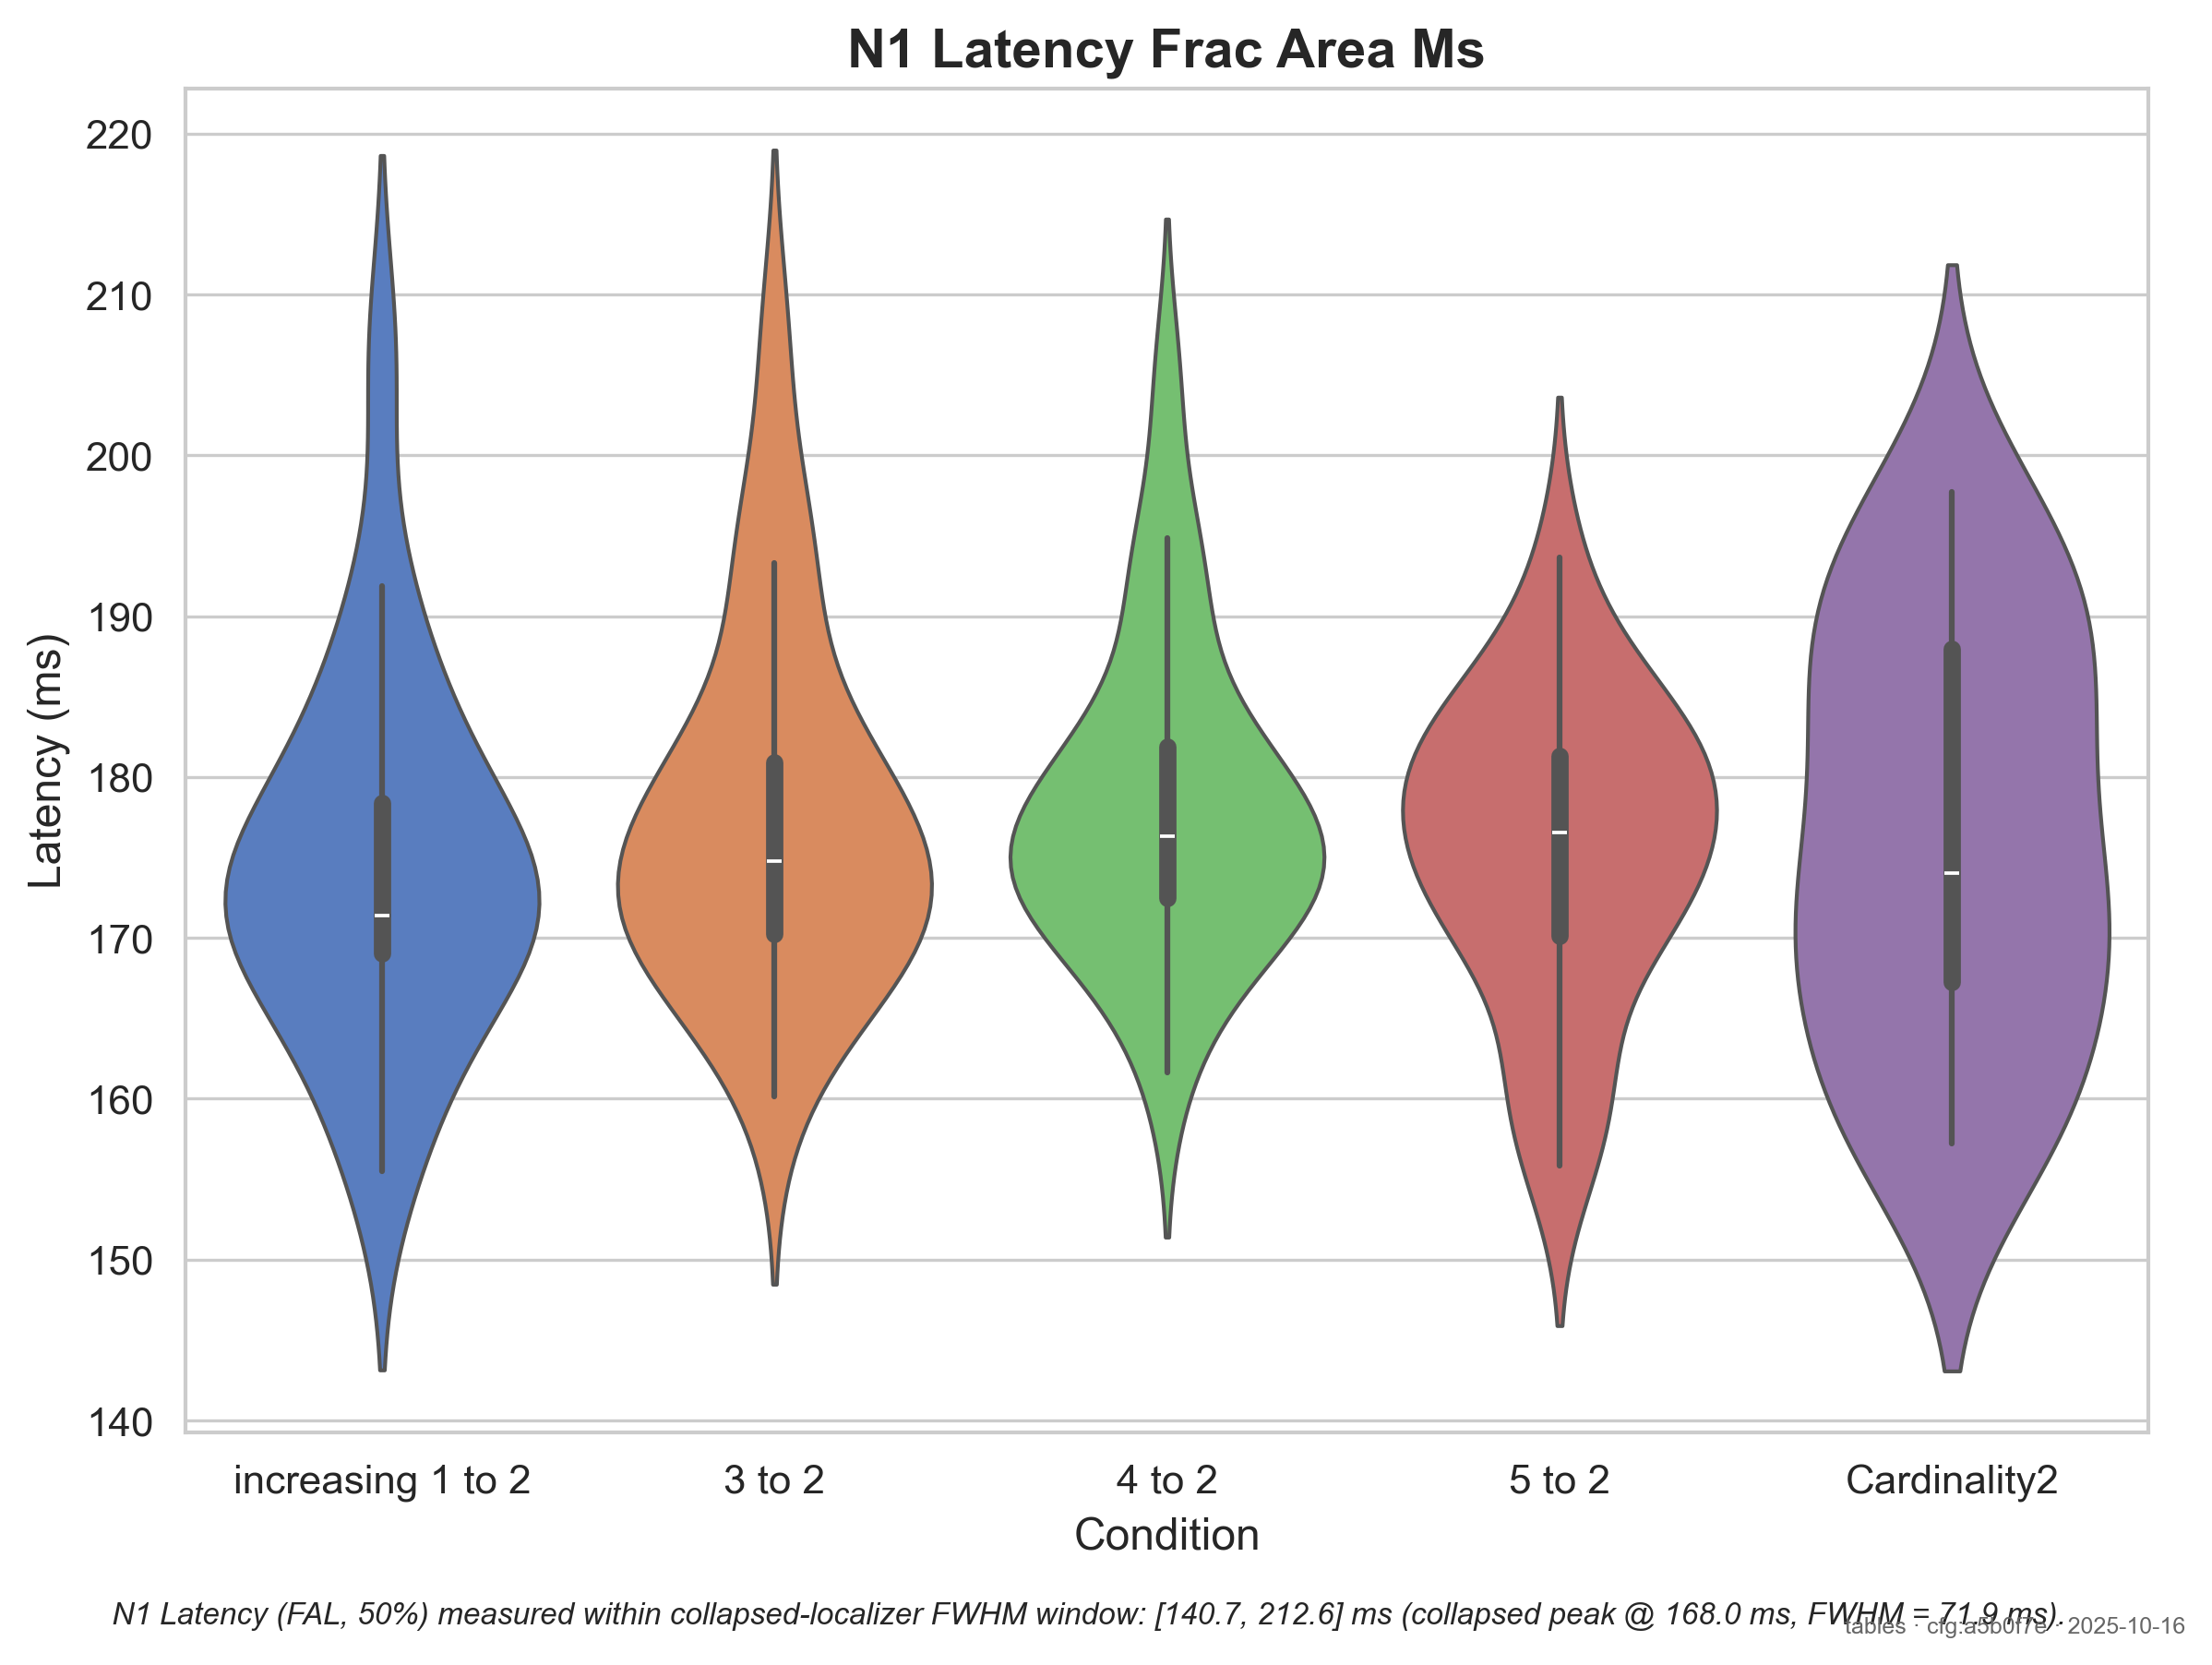 N1 Latency Frac Area Ms
220
210
200
190
180
170
160
150
140
Latency (ms)
increasing 1 to 2
3 to 2
4 to 2
5 to 2
Cardinality2
Condition
N1 Latency (FAL, 50%) measured within collapsed-localizer FWHM window: [140.7, 212.6] ms (collapsed peak @ 168.0 ms, FWHM = 71.9 ms).
tables · cfg:a5b0f7e · 2025-10-16